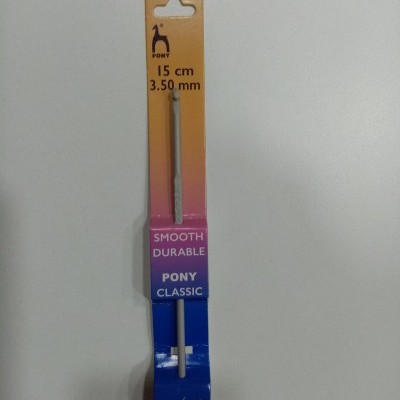 PONY
15 cm
3.50 mm
SMOOTH
DURABLE
PONY
CLASSIC